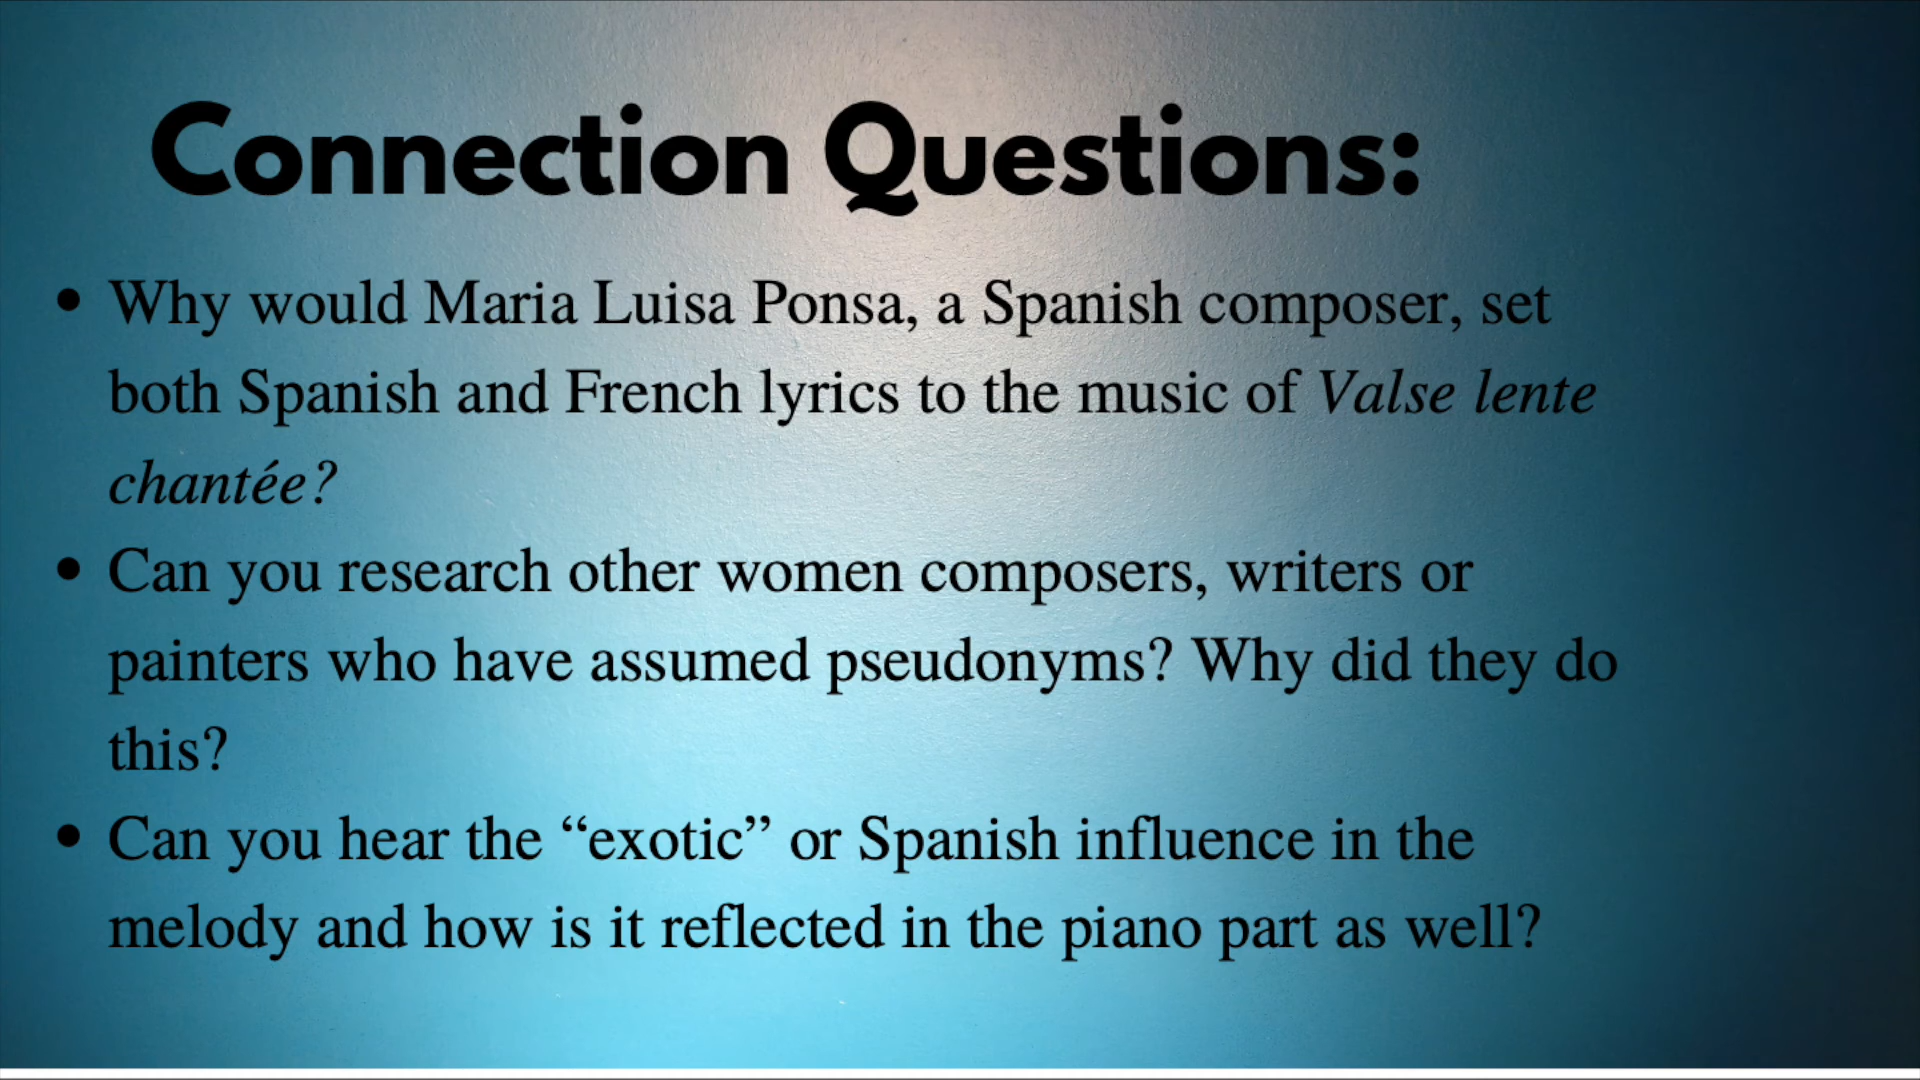 Connection Questions:
• Why would Maria Luisa Ponsa, a Spanish composer, set
both Spanish and French lyrics to the music of Valse lente
chantée?
• Can you research other women composers, writers or
painters who have assumed pseudonyms? Why did they do
this?
• Can you hear the “exotic” or Spanish influence in the
melody and how is it reflected in the piano part as well?